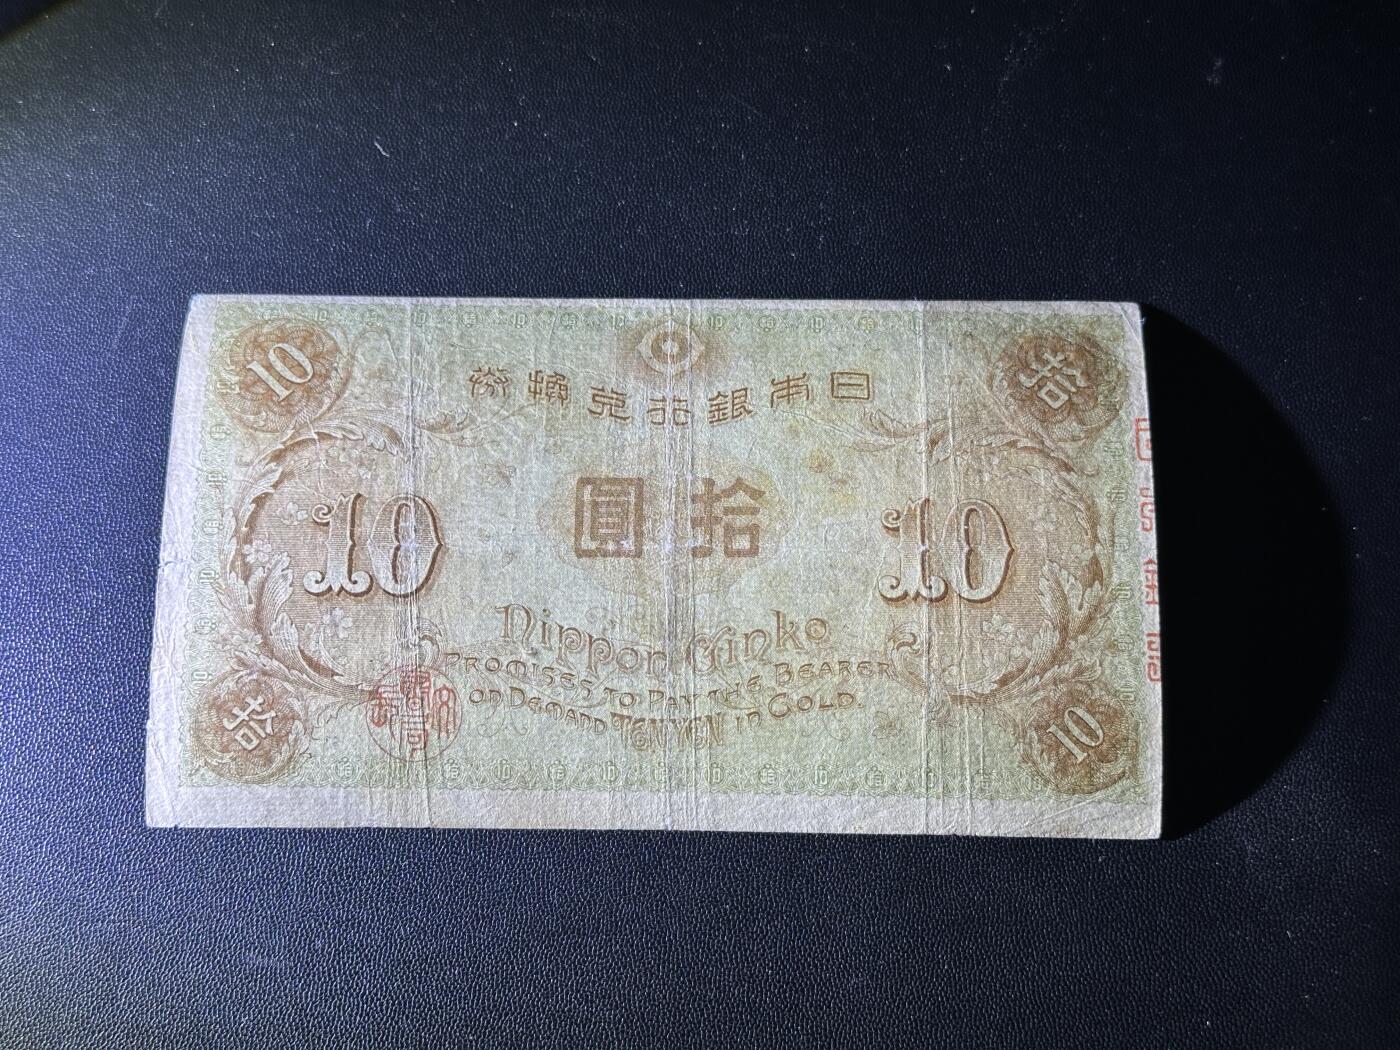 10
拾
日本銀行兌換券
拾圓
10
10
Nippon Ginko
PROMISES TO PAY THE BEARER
ON DEMAND TEN YEN IN GOLD.
拾
10